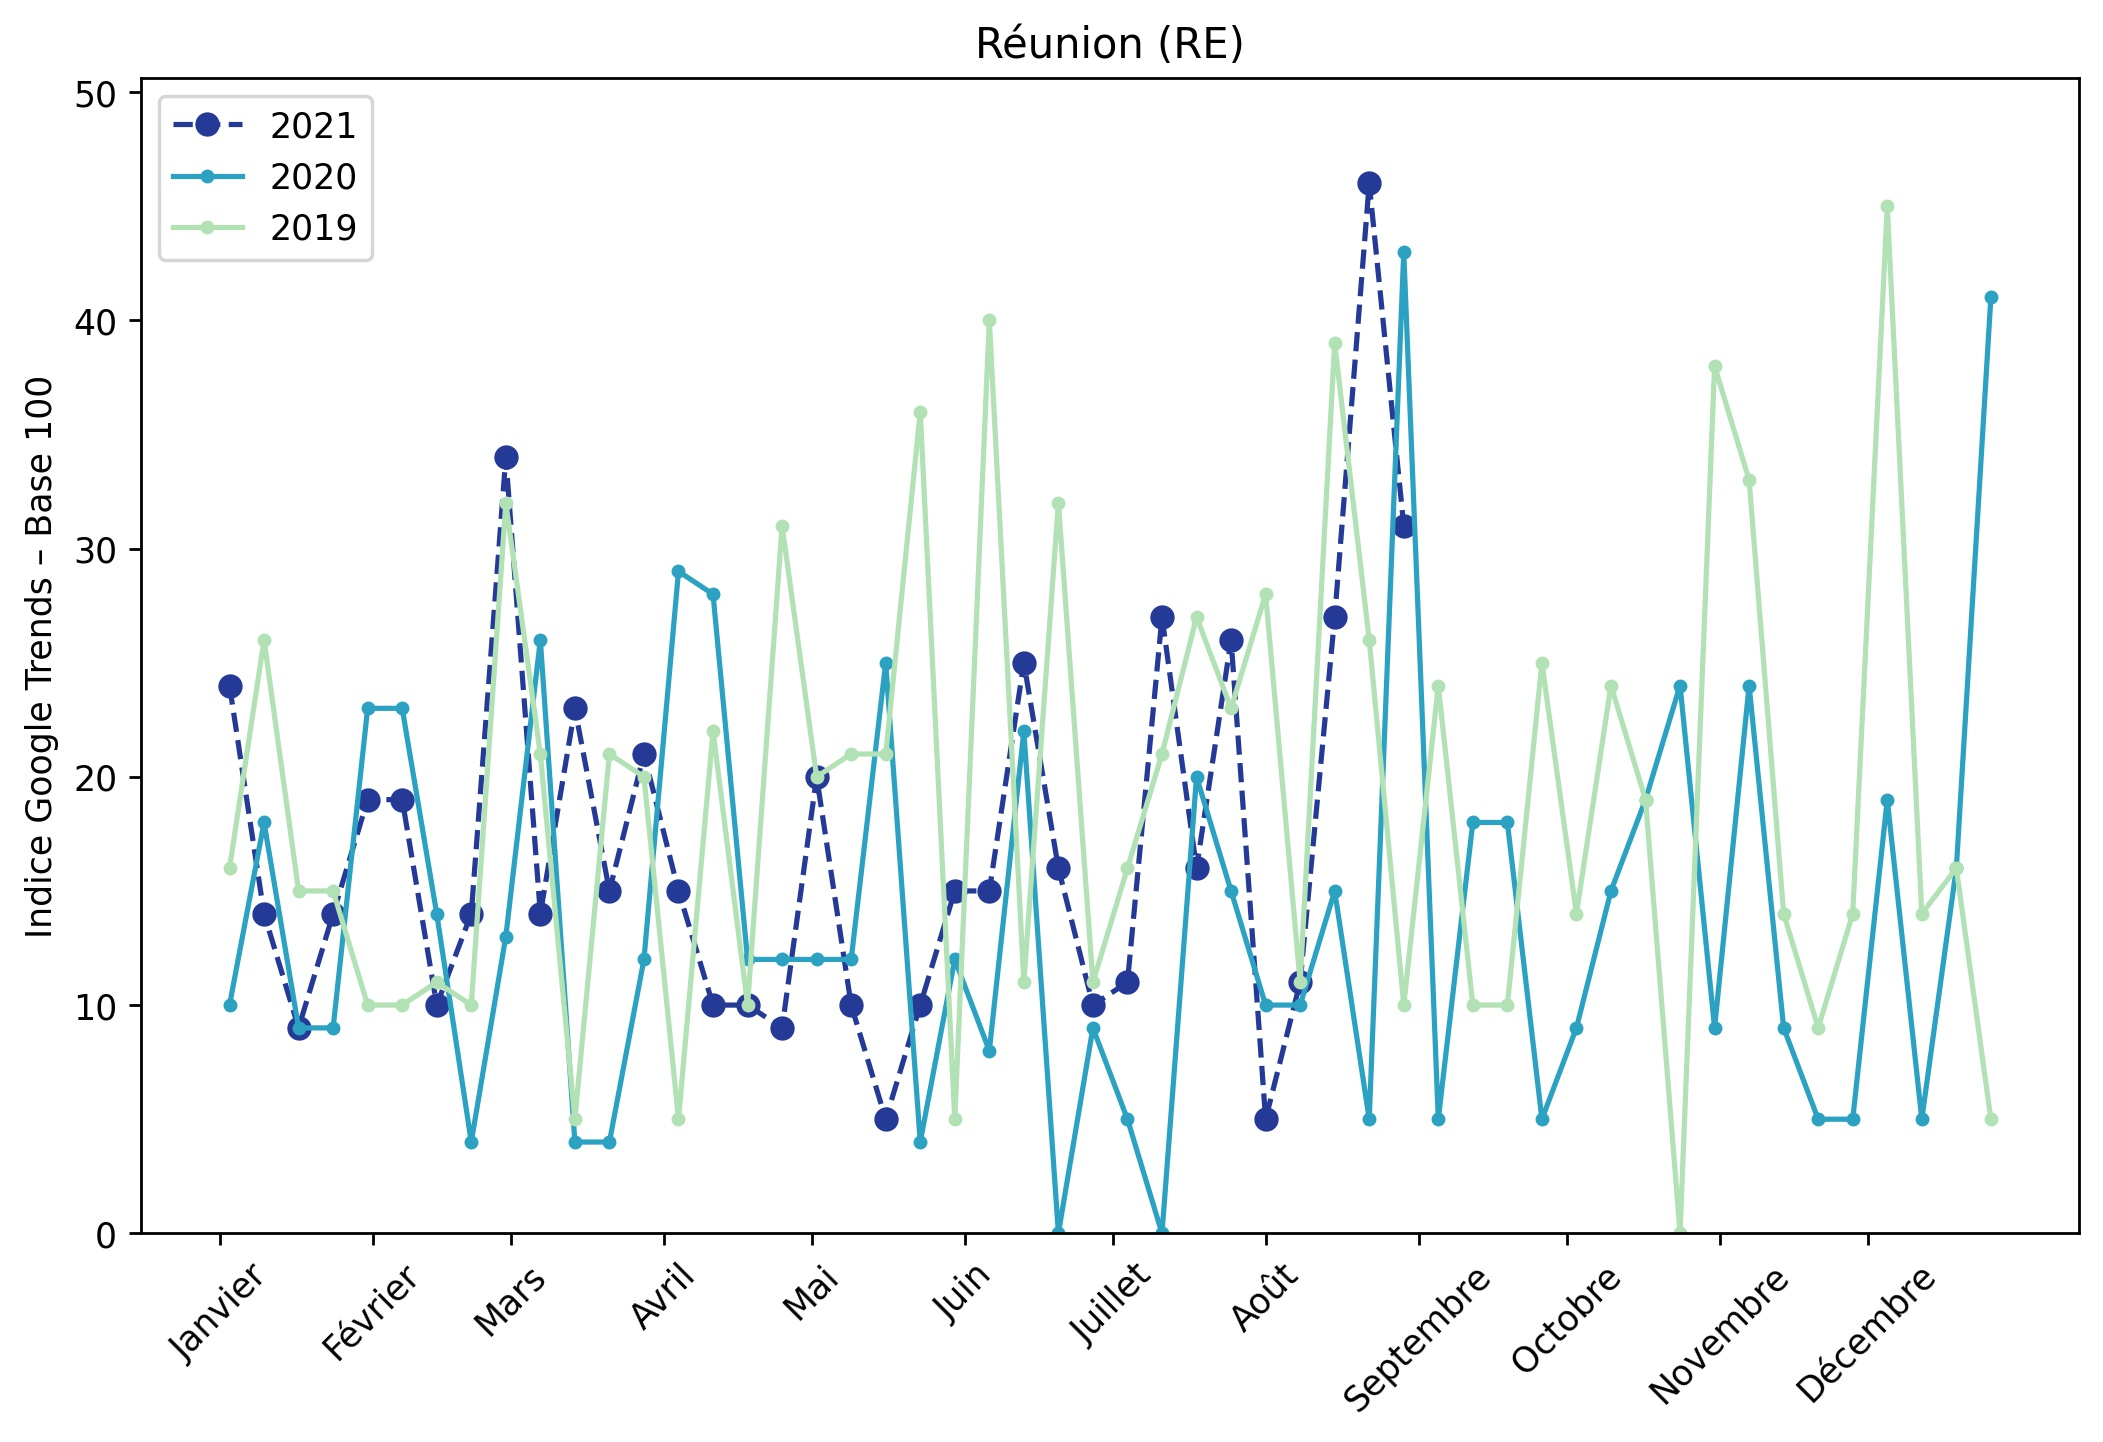 Réunion (RE)
Indice Google Trends – Base 100
50
40
30
20
10
0
2021
2020
2019
Janvier
Février
Mars
Avril
Mai
Juin
Juillet
Août
Septembre
Octobre
Novembre
Décembre